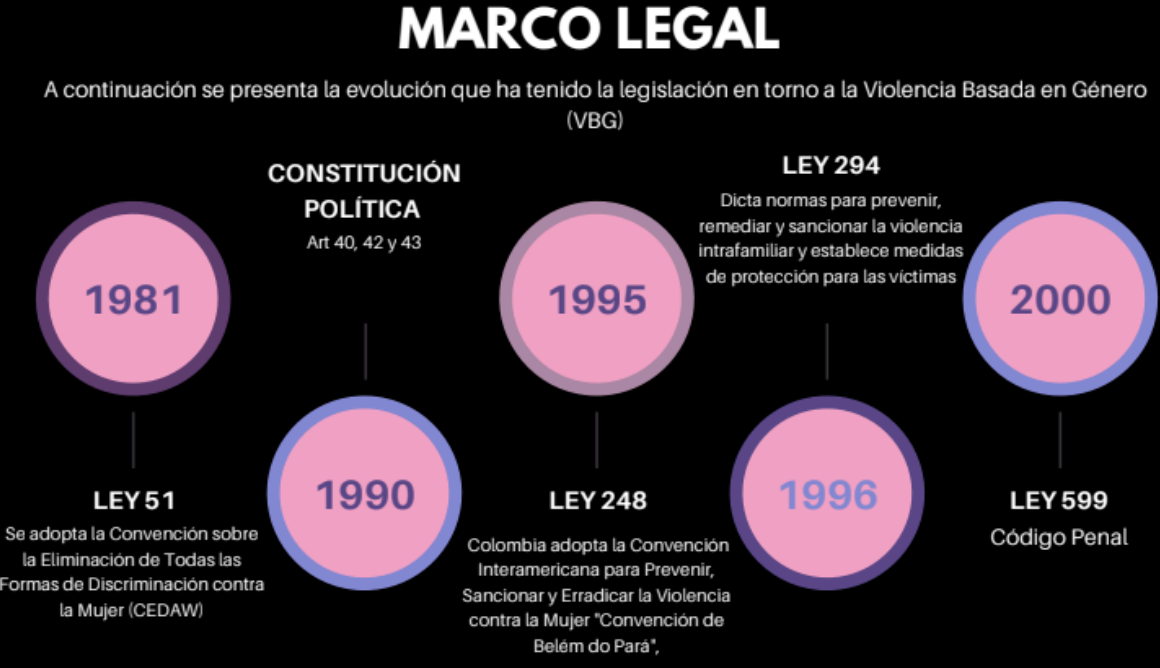 MARCO LEGAL
A continuación se presenta la evolución que ha tenido la legislación en torno a la Violencia Basada en Género
(VBG)
1981
LEY 51
Se adopta la Convención sobre
la Eliminación de Todas las
Formas de Discriminación contra
la Mujer (CEDAW)
CONSTITUCIÓN
POLÍTICA
Art 40, 42 y 43
1990
1995
LEY 248
Colombia adopta la Convención
Interamericana para Prevenir,
Sancionar y Erradicar la Violencia
contra la Mujer "Convención de
Belém do Pará",
LEY 294
Dicta normas para prevenir,
remediar y sancionar la violencia
intrafamiliar y establece medidas
de protección para las víctimas
1996
2000
LEY 599
Código Penal